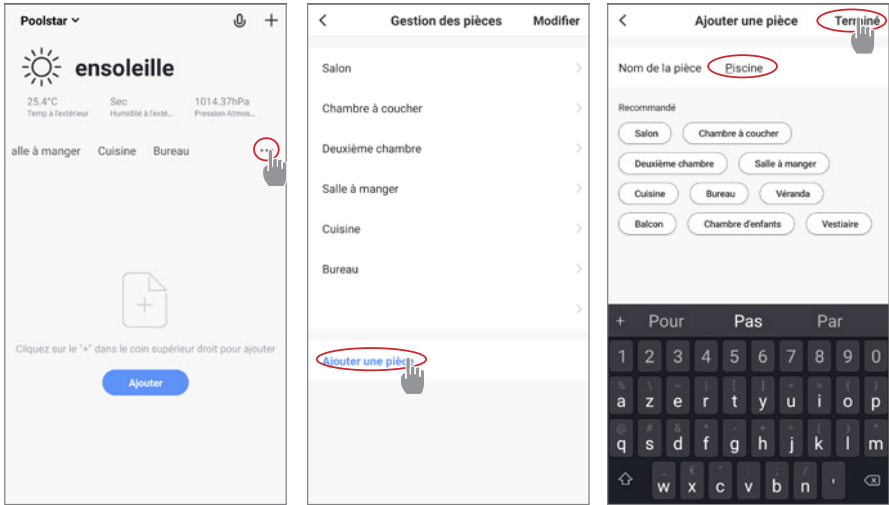 Poolstar
ensoleille
25.4°C Sec 1014.37hPa
Temp à l'extérieur Humidité à l'exté... Pression Atmos...
alle à manger Cuisine Bureau ...
Cliquez sur le "+" dans le coin supérieur droit pour ajouter
Ajouter
Gestion des pièces Modifier
Salon
Chambre à coucher
Deuxième chambre
Salle à manger
Cuisine
Bureau
Ajouter une pièce
Ajouter une pièce Terminé
Nom de la pièce Piscine
Recommandé
Salon Chambre à coucher
Deuxième chambre Salle à manger
Cuisine Bureau Véranda
Balcon Chambre d'enfants Vestiaire
+ Pour Pas Par
1 2 3 4 5 6 7 8 9 0
a z e r t y u i o p
q s d f g h j k l m
w x c v b n '